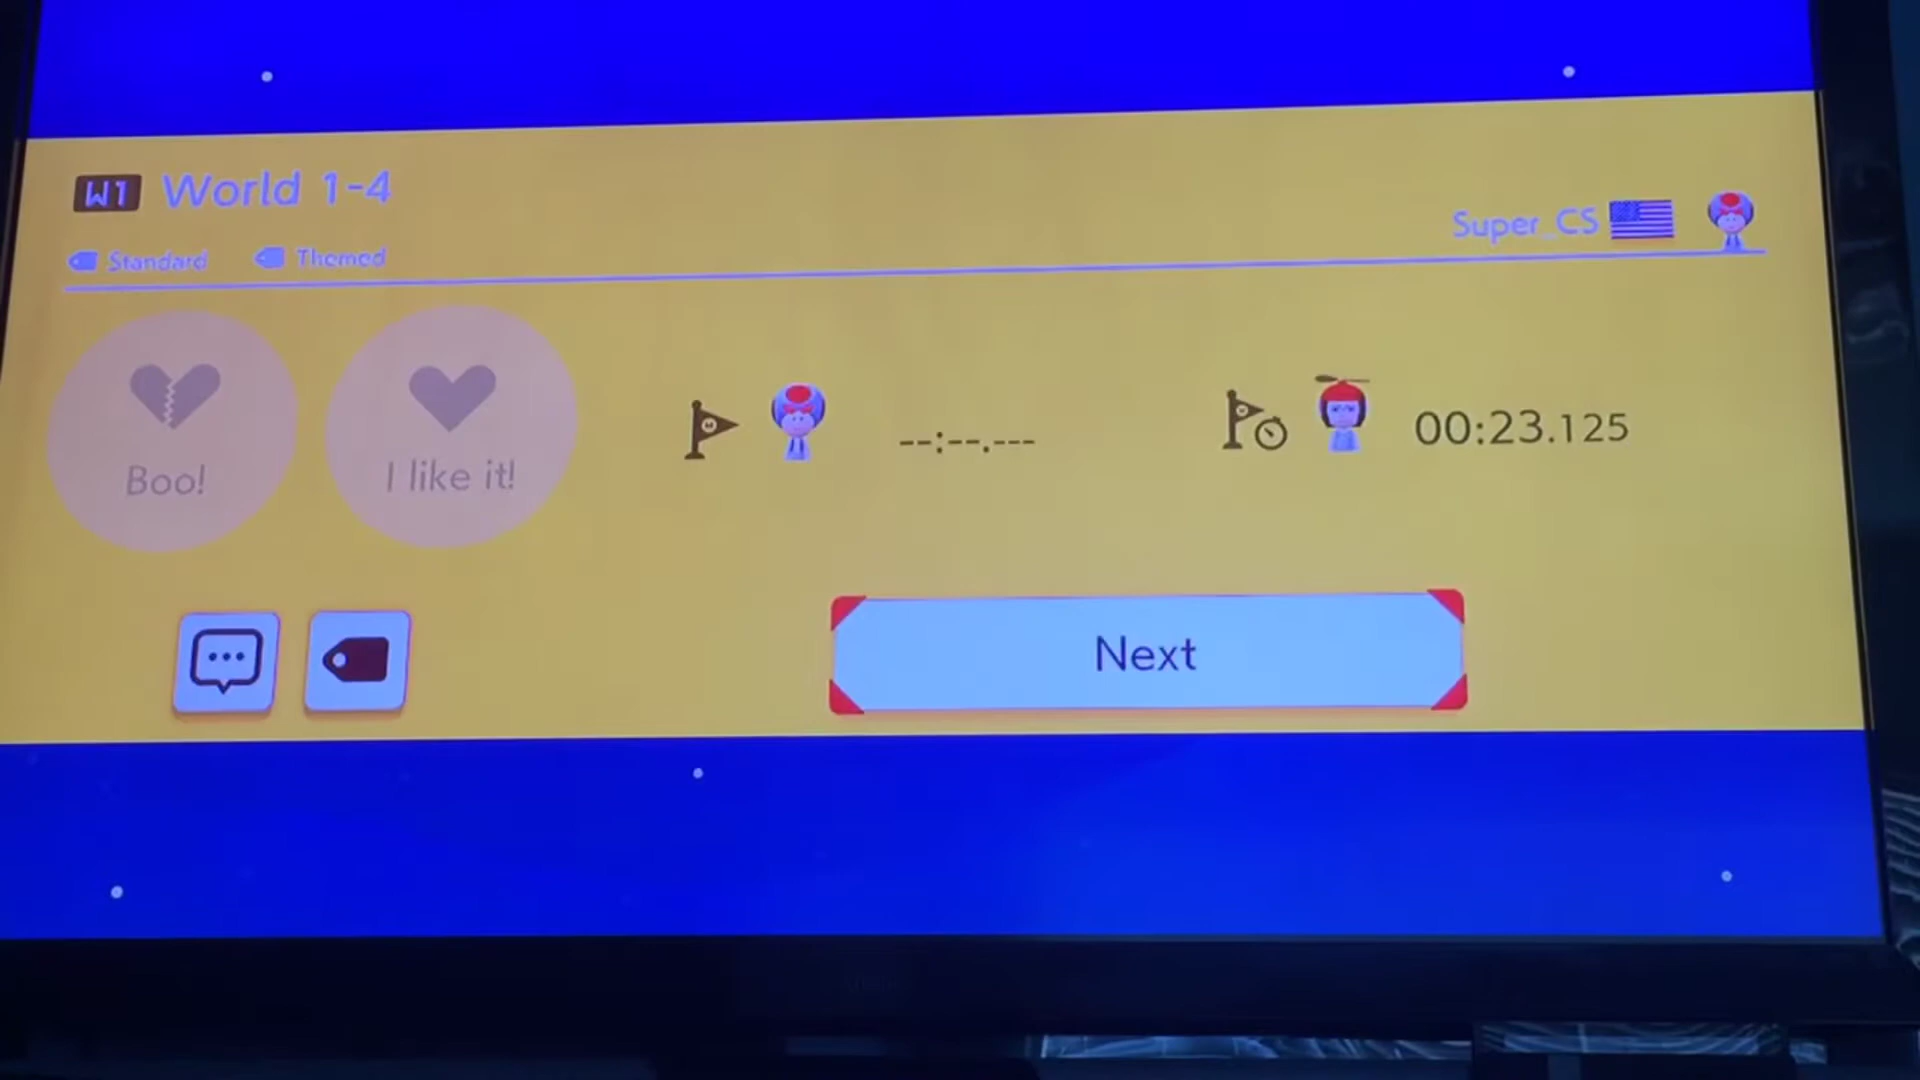 W1 World 1-4
Super_CS
Standard Themed
Boo!
I like it!
--:--.---
00:23.125
Next